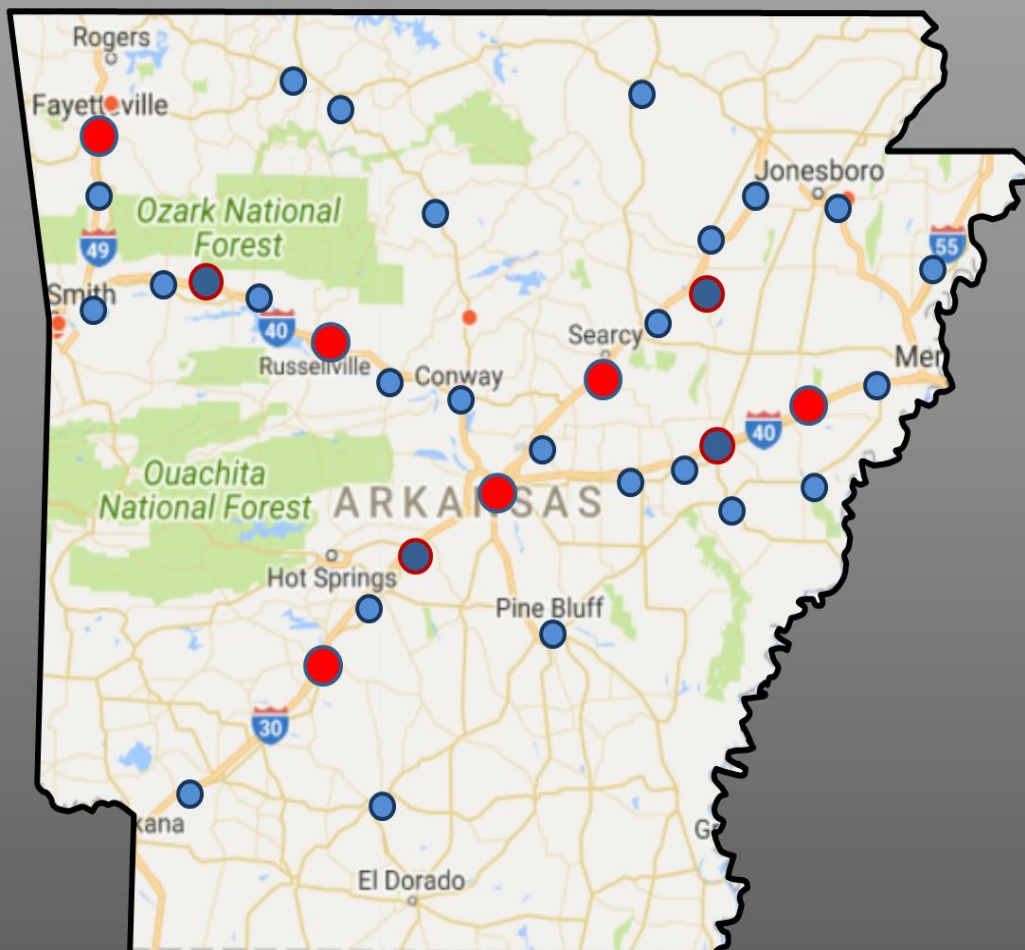 Rogers
Fayetteville
Jonesboro
Ozark National
Forest
49
55
Smith
40
Searcy
Russellville
Conway
Mer
40
Ouachita
National Forest
ARKANSAS
Hot Springs
Pine Bluff
30
kana
G
El Dorado